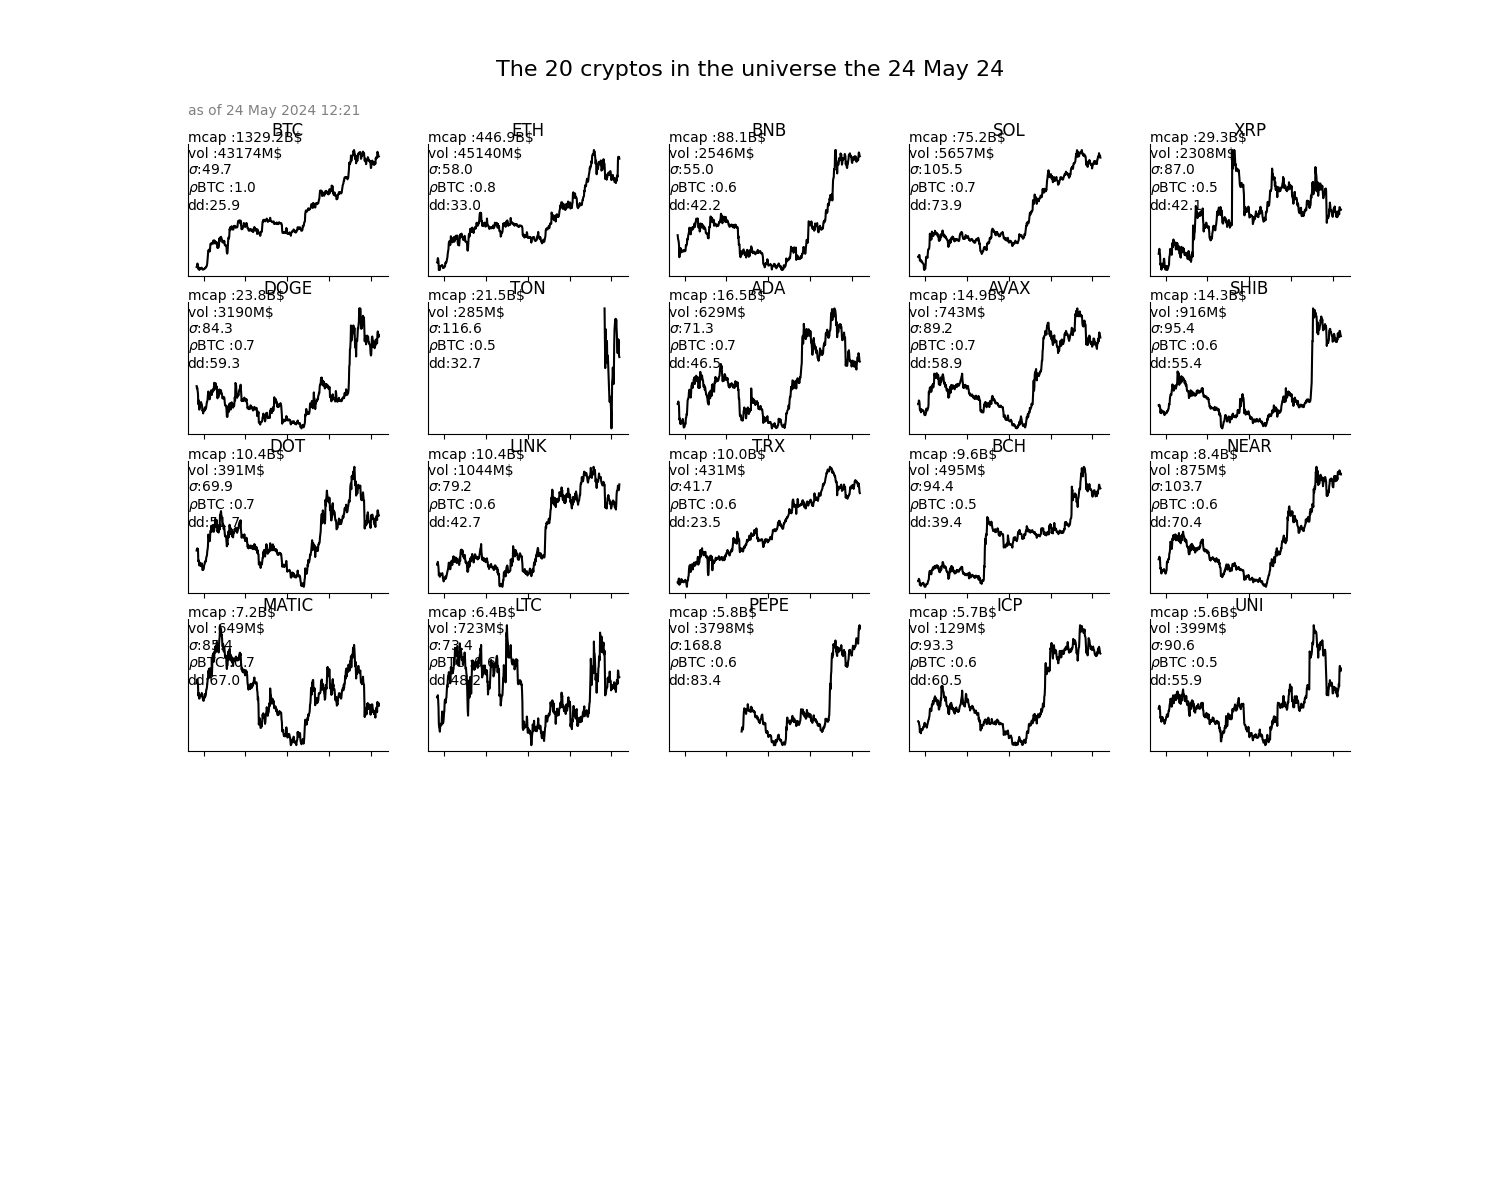 The 20 cryptos in the universe the 24 May 24
as of 24 May 2024 12:21
BTC
mcap :1329.2B$
vol :43174M$
σ:49.7
ρBTC :1.0
dd:25.9
ETH
mcap :446.9B$
vol :45140M$
σ:58.0
ρBTC :0.8
dd:33.0
BNB
mcap :88.1B$
vol :2546M$
σ:55.0
ρBTC :0.6
dd:42.2
SOL
mcap :75.2B$
vol :5657M$
σ:105.5
ρBTC :0.7
dd:73.9
XRP
mcap :29.3B$
vol :2308M$
σ:87.0
ρBTC :0.5
dd:42.1
DOGE
mcap :23.8B$
vol :3190M$
σ:84.3
ρBTC :0.7
dd:59.3
TON
mcap :21.5B$
vol :285M$
σ:116.6
ρBTC :0.5
dd:32.7
ADA
mcap :16.5B$
vol :629M$
σ:71.3
ρBTC :0.7
dd:46.5
AVAX
mcap :14.9B$
vol :743M$
σ:89.2
ρBTC :0.7
dd:58.9
SHIB
mcap :14.3B$
vol :916M$
σ:95.4
ρBTC :0.6
dd:55.4
DOT
mcap :10.4B$
vol :391M$
σ:69.9
ρBTC :0.7
LINK
mcap :10.4B$
vol :1044M$
σ:79.2
ρBTC :0.6
dd:42.7
TRX
mcap :10.0B$
vol :431M$
σ:41.7
ρBTC :0.6
dd:23.5
BCH
mcap :9.6B$
vol :495M$
σ:94.4
ρBTC :0.5
dd:39.4
NEAR
mcap :8.4B$
vol :875M$
σ:103.7
ρBTC :0.6
dd:70.4
MATIC
mcap :7.2B$
vol :649M$
σ:85.4
ρBTC :0.7
dd:67.0
LTC
mcap :6.4B$
vol :723M$
σ:73.4
ρBTC :0.6
dd:48.2
PEPE
mcap :5.8B$
vol :3798M$
σ:168.8
ρBTC :0.6
dd:83.4
ICP
mcap :5.7B$
vol :129M$
σ:93.3
ρBTC :0.6
dd:60.5
UNI
mcap :5.6B$
vol :399M$
σ:90.6
ρBTC :0.5
dd:55.9